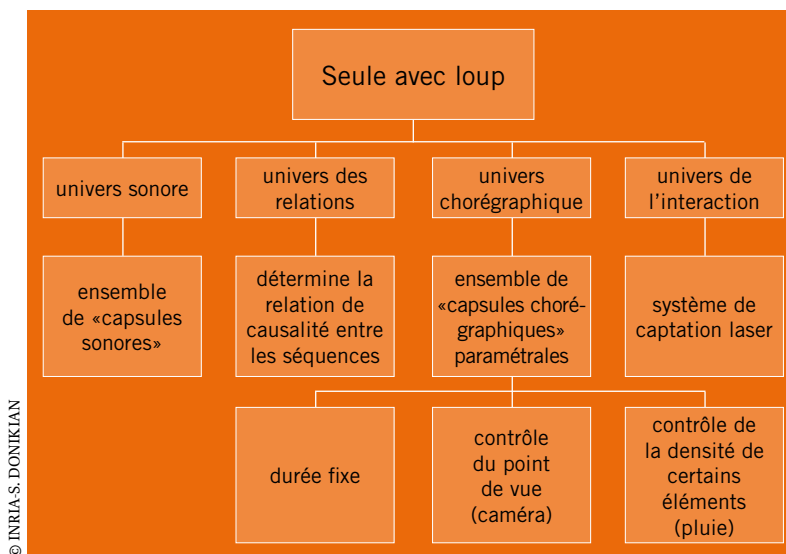 Seule avec loup
univers sonore
univers des
relations
univers
chorégraphique
univers de
l'interaction
ensemble
de «capsules
sonores»
détermine la
relation de
causalité entre
les séquences
ensemble de
«capsules choré-
graphiques»
paramétrales
système de
captation laser
durée fixe
contrôle
du point
de vue
(caméra)
contrôle de
la densité de
certains
éléments
(pluie)
© INRIA-S. DONIKIAN